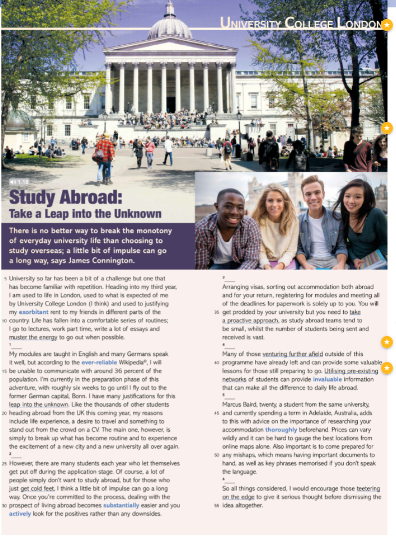 UNIVERSITY COLLEGE LONDON
Study Abroad:
Take a Leap into the Unknown
There is no better way to break the monotony
of everyday university life than choosing to
study overseas; a little bit of impulse can go
a long way, says James Connington.
5 University so far has been a bit of a challenge but one that
has become familiar with repetition. Heading into my third year,
I am used to life in London, used to what is expected of me
by University College London (I think) and used to justifying
my exorbitant rent to my friends in different parts of the
10 country. Life has fallen into a comfortable series of routines;
I go to lectures, work part time, write a lot of essays and
muster the energy to go out when possible.
1
My modules are taught in English and many Germans speak
it well, but according to the ever-reliable Wikipedia®, I will
15 be unable to communicate with around 36 percent of the
population. I'm currently in the preparation phase of this
adventure, with roughly six weeks to go until I fly out to the
former German capital, Bonn. I have many justifications for this
leap into the unknown. Like the thousands of other students
20 heading abroad from the UK this coming year, my reasons
include life experience, a desire to travel and something to
stand out from the crowd on a CV. The main one, however, is
simply to break up what has become routine and to experience
the excitement of a new city and a new university all over again.
2
25 However, there are many students each year who let themselves
get put off during the application stage. Of course, a lot of
people simply don't want to study abroad, but for those who
just get cold feet, I think a little bit of impulse can go a long
way. Once you're committed to the process, dealing with the
30 prospect of living abroad becomes substantially easier and you
actively look for the positives rather than any downsides.
3
Arranging visas, sorting out accommodation both abroad
and for your return, registering for modules and meeting all
of the deadlines for paperwork is solely up to you. You will
35 get prodded by your university but you need to take
a proactive approach, as study abroad teams tend to
be small, whilst the number of students being sent and
received is vast.
4
Many of those venturing further afield outside of this
40 programme have already left and can provide some valuable
lessons for those still preparing to go. Utilising pre-existing
networks of students can provide invaluable information
that can make all the difference to daily life abroad.
5
Marcus Baird, twenty, a student from the same university,
45 and currently spending a term in Adelaide, Australia, adds
to this with advice on the importance of researching your
accommodation thoroughly beforehand. Prices can vary
wildly and it can be hard to gauge the best locations from
online maps alone. Also important is to come prepared for
50 any mishaps, which means having important documents to
hand, as well as key phrases memorised if you don't speak
the language.
6
So all things considered, I would encourage those teetering
on the edge to give it serious thought before dismissing the
55 idea altogether.